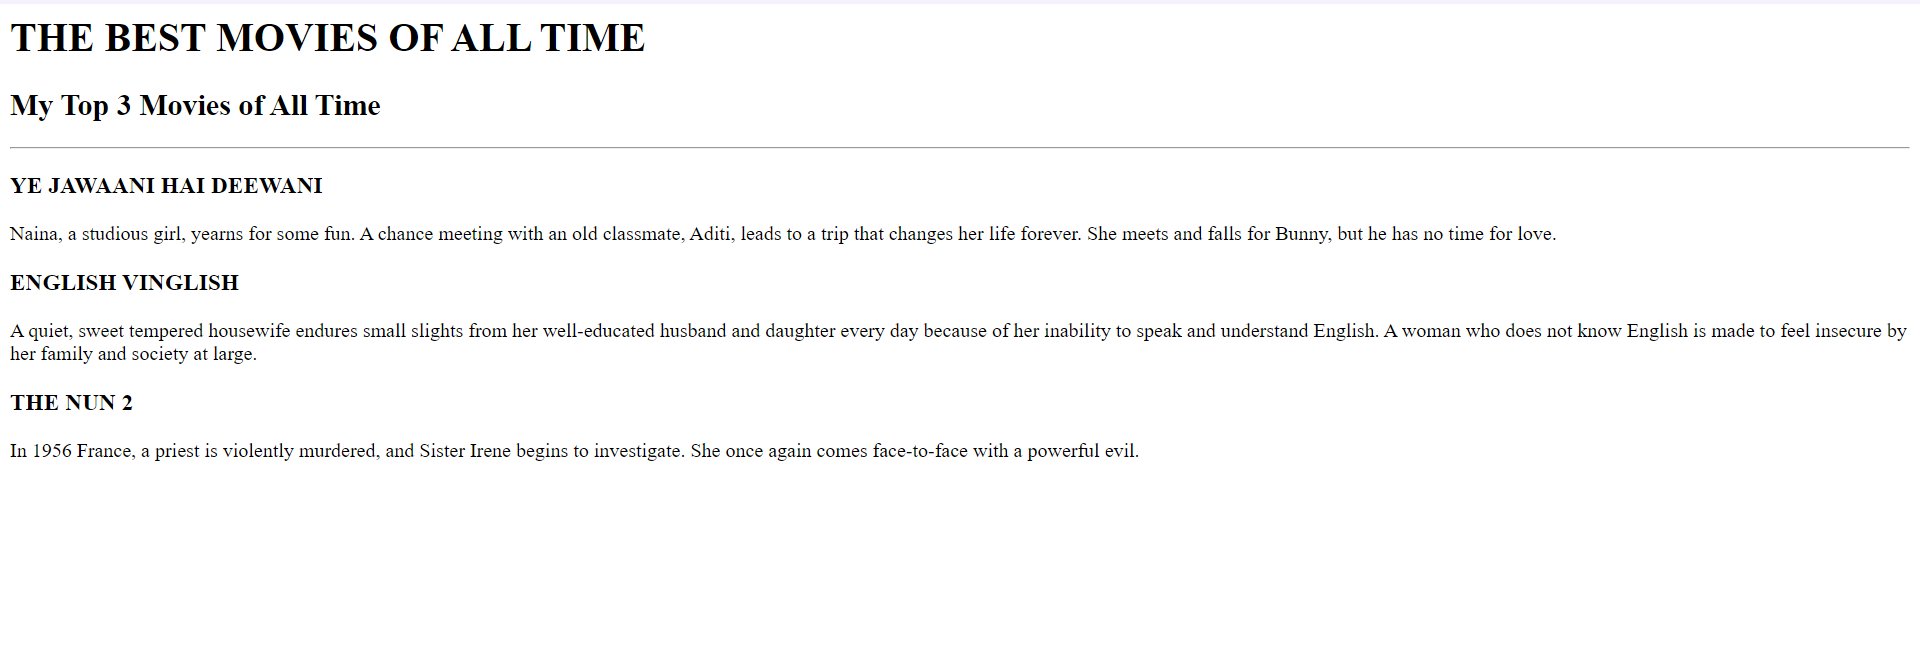 THE BEST MOVIES OF ALL TIME
My Top 3 Movies of All Time
YE JAWAANI HAI DEEWANI
Naina, a studious girl, yearns for some fun. A chance meeting with an old classmate, Aditi, leads to a trip that changes her life forever. She meets and falls for Bunny, but he has no time for love.
ENGLISH VINGLISH
A quiet, sweet tempered housewife endures small slights from her well-educated husband and daughter every day because of her inability to speak and understand English. A woman who does not know English is made to feel insecure by
her family and society at large.
THE NUN 2
In 1956 France, a priest is violently murdered, and Sister Irene begins to investigate. She once again comes face-to-face with a powerful evil.